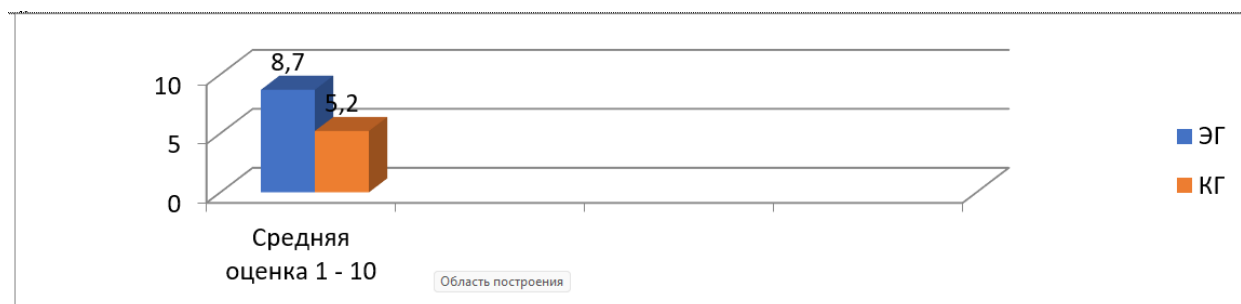 8,7
10
5,2
5
0
ЭГ
КГ
Средняя
оценка 1 - 10
Область построения